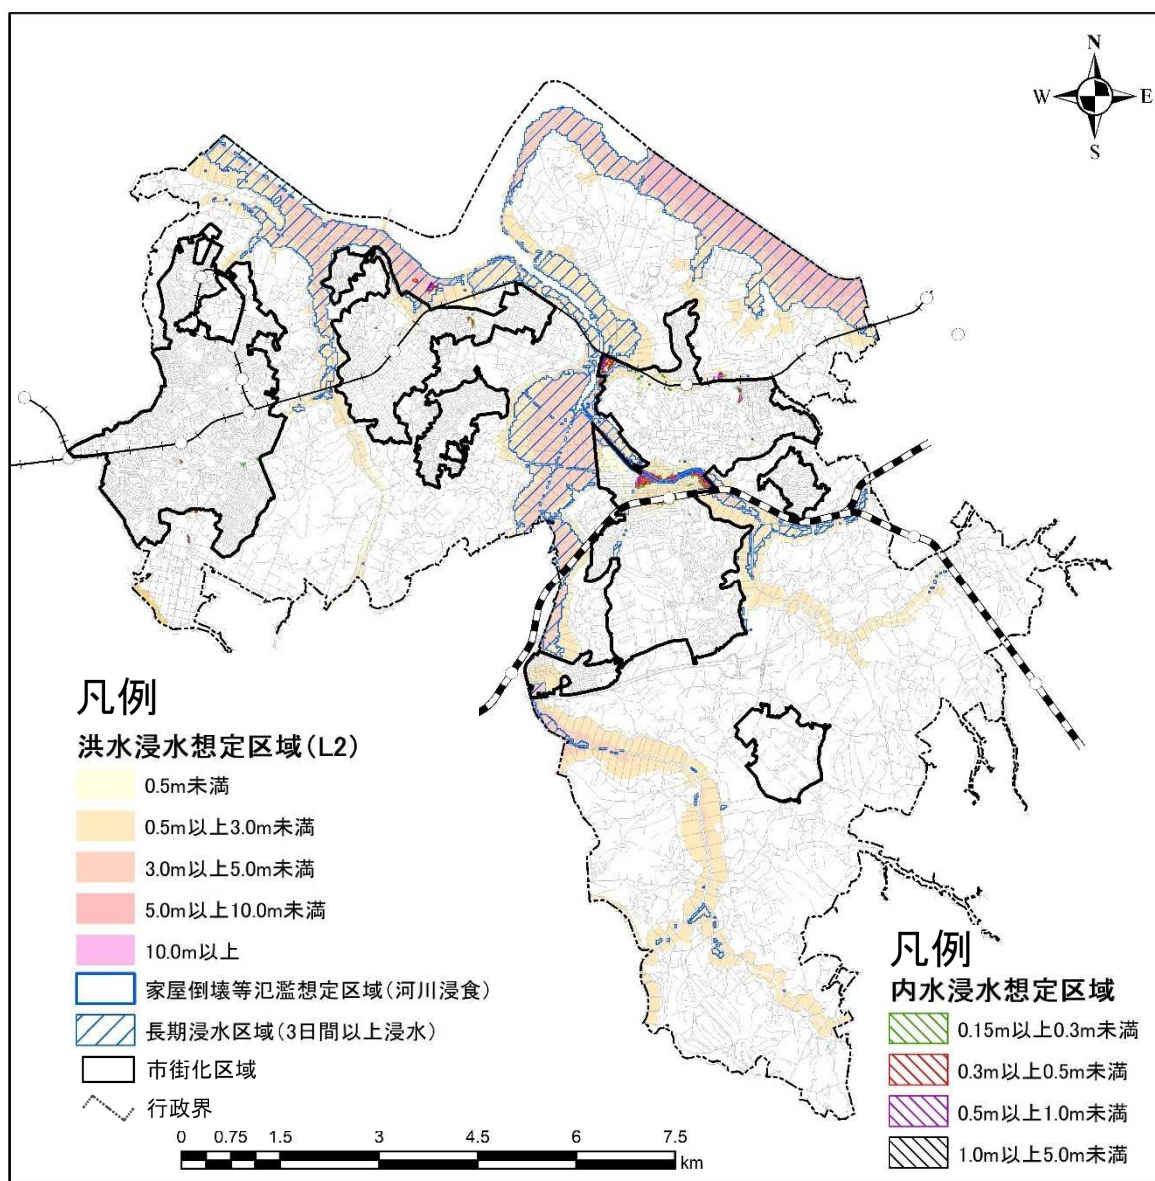 N
W
E
S
凡例
洪水浸水想定区域(L2)
0.5m未満
0.5m以上3.0m未満
3.0m以上5.0m未満
5.0m以上10.0m未満
10.0m以上
家屋倒壊等氾濫想定区域(河川浸食)
長期浸水区域(3日間以上浸水)
市街化区域
行政界
0 0.75 1.5 3 4.5 6 7.5
km
凡例
内水浸水想定区域
0.15m以上0.3m未満
0.3m以上0.5m未満
0.5m以上1.0m未満
1.0m以上5.0m未満